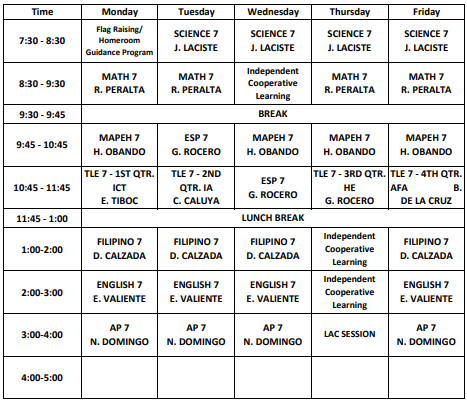 Time Monday Tuesday Wednesday Thursday Friday
7:30 - 8:30
Flag Raising/
Homeroom
Guidance Program
SCIENCE 7
J. LACISTE
SCIENCE 7
J. LACISTE
SCIENCE 7
J. LACISTE
SCIENCE 7
J. LACISTE
8:30 - 9:30
MATH 7
R. PERALTA
MATH 7
R. PERALTA
Independent
Cooperative
Learning
MATH 7
R. PERALTA
MATH 7
R. PERALTA
9:30 - 9:45 BREAK
9:45 - 10:45
MAPEH 7
H. OBANDO
ESP 7
G. ROCERO
MAPEH 7
H. OBANDO
MAPEH 7
H. OBANDO
MAPEH 7
H. OBANDO
10:45 - 11:45
TLE 7 - 1ST QTR.
ICT
E. TIBOC
TLE 7 - 2ND
QTR. IA
C. CALUYA
ESP 7
G. ROCERO
TLE 7 - 3RD QTR.
HE
G. ROCERO
TLE 7 - 4TH QTR.
AFA B.
DE LA CRUZ
11:45 - 1:00 LUNCH BREAK
1:00-2:00
FILIPINO 7
D. CALZADA
FILIPINO 7
D. CALZADA
FILIPINO 7
D. CALZADA
Independent
Cooperative
Learning
FILIPINO 7
D. CALZADA
2:00-3:00
ENGLISH 7
E. VALIENTE
ENGLISH 7
E. VALIENTE
ENGLISH 7
E. VALIENTE
Independent
Cooperative
Learning
ENGLISH 7
E. VALIENTE
3:00-4:00
AP 7
N. DOMINGO
AP 7
N. DOMINGO
AP 7
N. DOMINGO
LAC SESSION
AP 7
N. DOMINGO
4:00-5:00